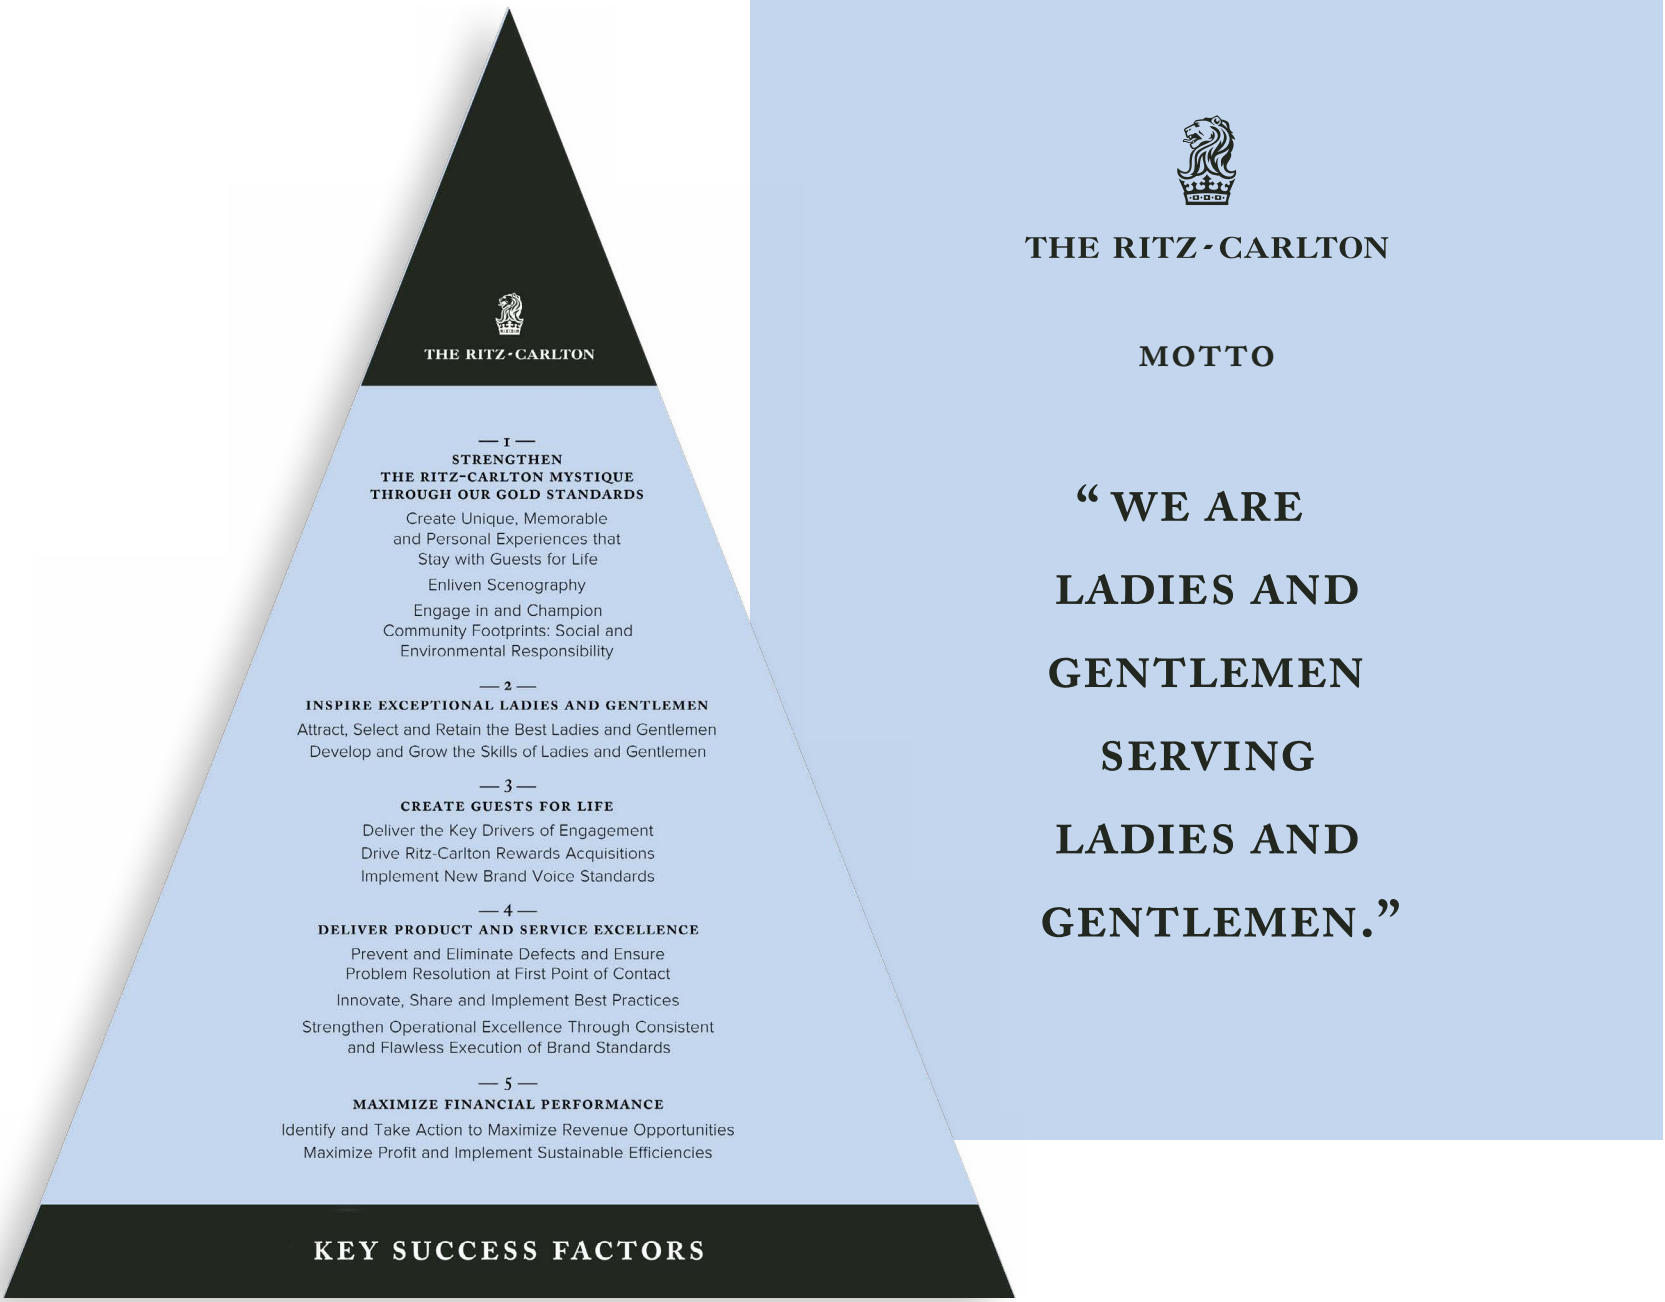 THE RITZ-CARLTON
— 1 —
STRENGTHEN
THE RITZ-CARLTON MYSTIQUE
THROUGH OUR GOLD STANDARDS
Create Unique, Memorable
and Personal Experiences that
Stay with Guests for Life
Enliven Scenography
Engage in and Champion
Community Footprints: Social and
Environmental Responsibility
— 2 —
INSPIRE EXCEPTIONAL LADIES AND GENTLEMEN
Attract, Select and Retain the Best Ladies and Gentlemen
Develop and Grow the Skills of Ladies and Gentlemen
— 3 —
CREATE GUESTS FOR LIFE
Deliver the Key Drivers of Engagement
Drive Ritz-Carlton Rewards Acquisitions
Implement New Brand Voice Standards
— 4 —
DELIVER PRODUCT AND SERVICE EXCELLENCE
Prevent and Eliminate Defects and Ensure
Problem Resolution at First Point of Contact
Innovate, Share and Implement Best Practices
Strengthen Operational Excellence Through Consistent
and Flawless Execution of Brand Standards
— 5 —
MAXIMIZE FINANCIAL PERFORMANCE
Identify and Take Action to Maximize Revenue Opportunities
Maximize Profit and Implement Sustainable Efficiencies
KEY SUCCESS FACTORS
THE RITZ-CARLTON
MOTTO
“ WE ARE
LADIES AND
GENTLEMEN
SERVING
LADIES AND
GENTLEMEN.”